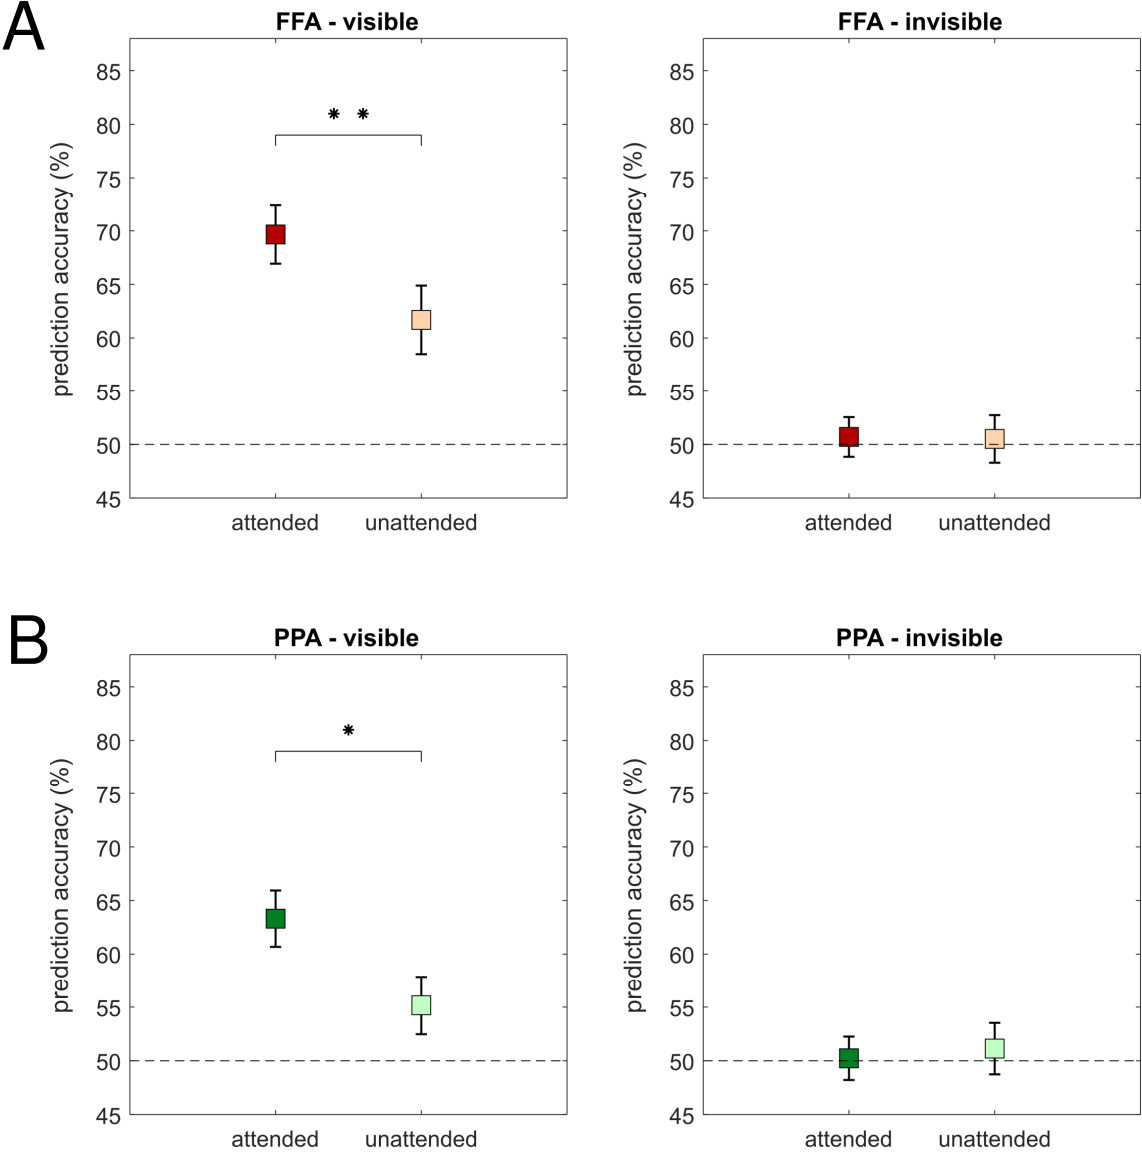 A
FFA - visible
85
80
75
70
65
60
55
50
45
prediction accuracy (%)
* *
attended unattended
FFA - invisible
85
80
75
70
65
60
55
50
45
prediction accuracy (%)
attended unattended
B
PPA - visible
85
80
75
70
65
60
55
50
45
prediction accuracy (%)
*
attended unattended
PPA - invisible
85
80
75
70
65
60
55
50
45
prediction accuracy (%)
attended unattended